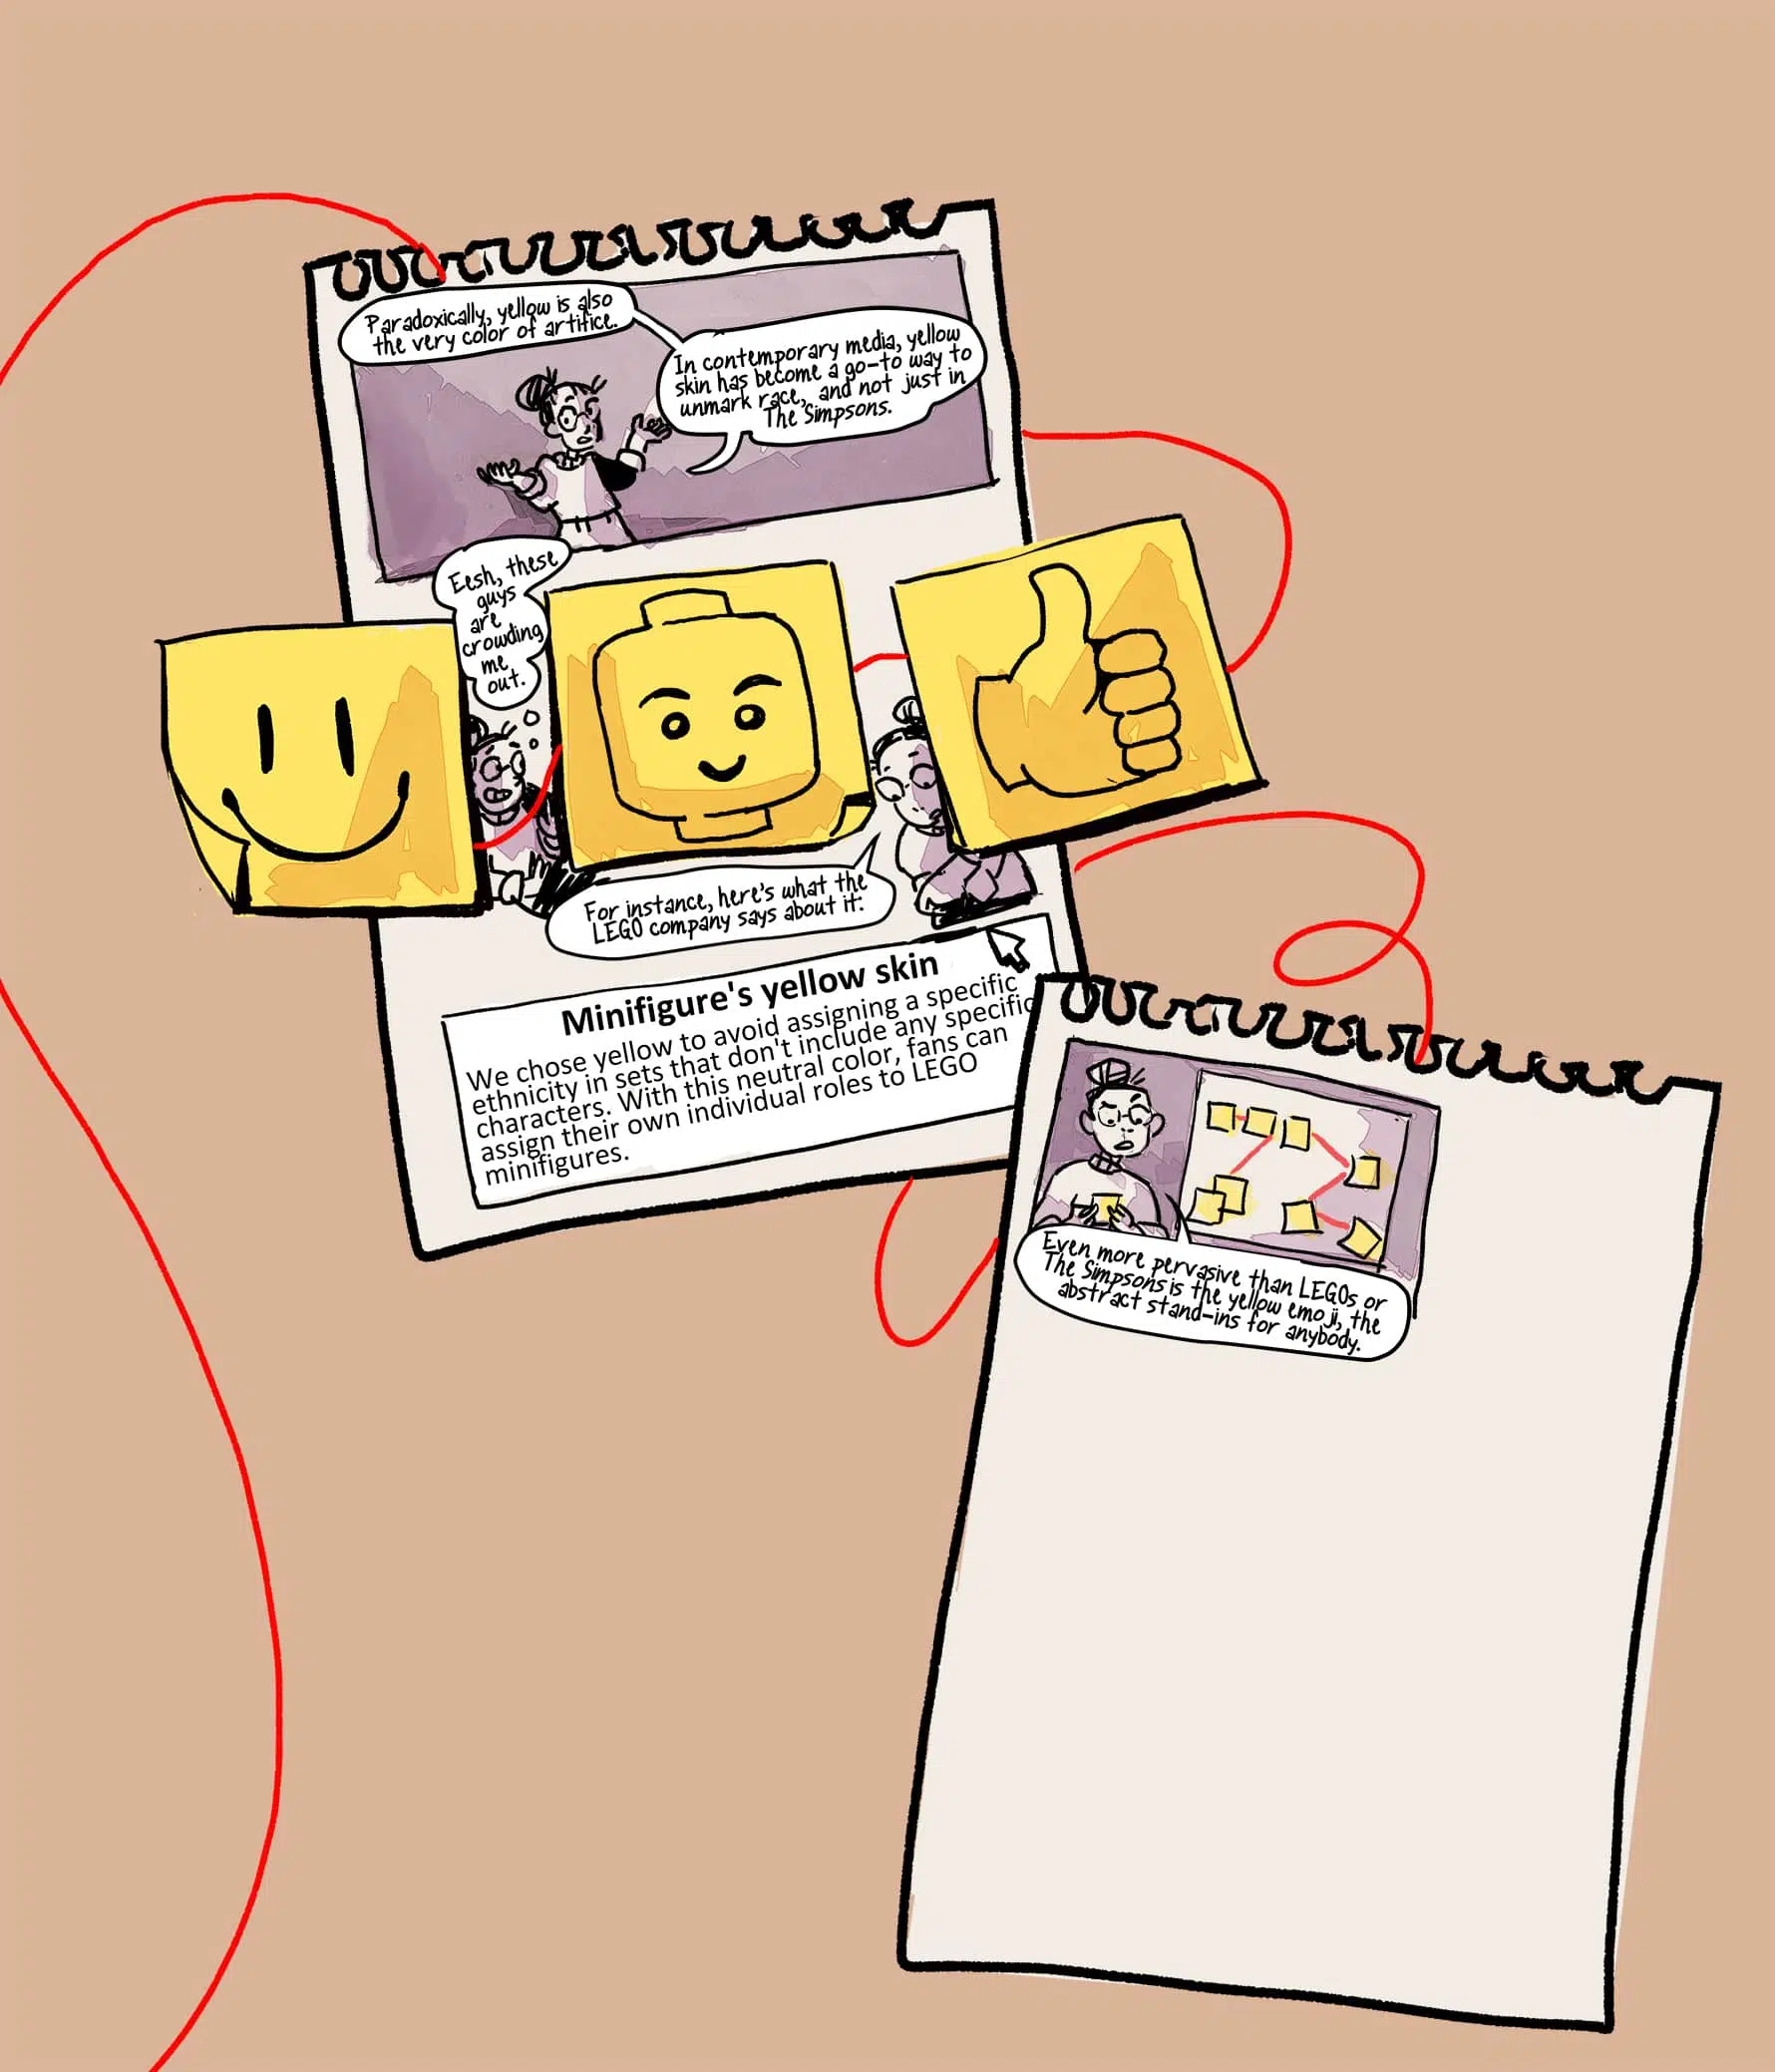 Paradoxically, yellow is also
the very color of artifice.
In contemporary media, yellow
skin has become a go-to way to
unmark race, and not just in
The Simpsons.
Eesh, these
guys
are
crowding
me
out.
For instance, here's what the
LEGO company says about it:
Minifigure's yellow skin
We chose yellow to avoid assigning a specific
ethnicity in sets that don't include any specific
characters. With this neutral color, fans can
assign their own individual roles to LEGO
minifigures.
Even more pervasive than LEGOs or
The Simpsons is the yellow emoji, the
abstract stand-ins for anybody.